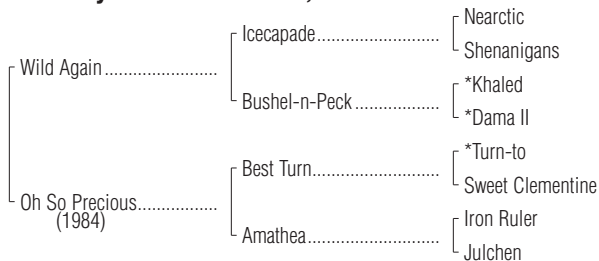 Nearctic
Icecapade
Shenanigans
Wild Again
*Khaled
Bushel-n-Peck
*Dama II
*Turn-to
Best Turn
Sweet Clementine
Oh So Precious
(1984)
Iron Ruler
Amathea
Julchen